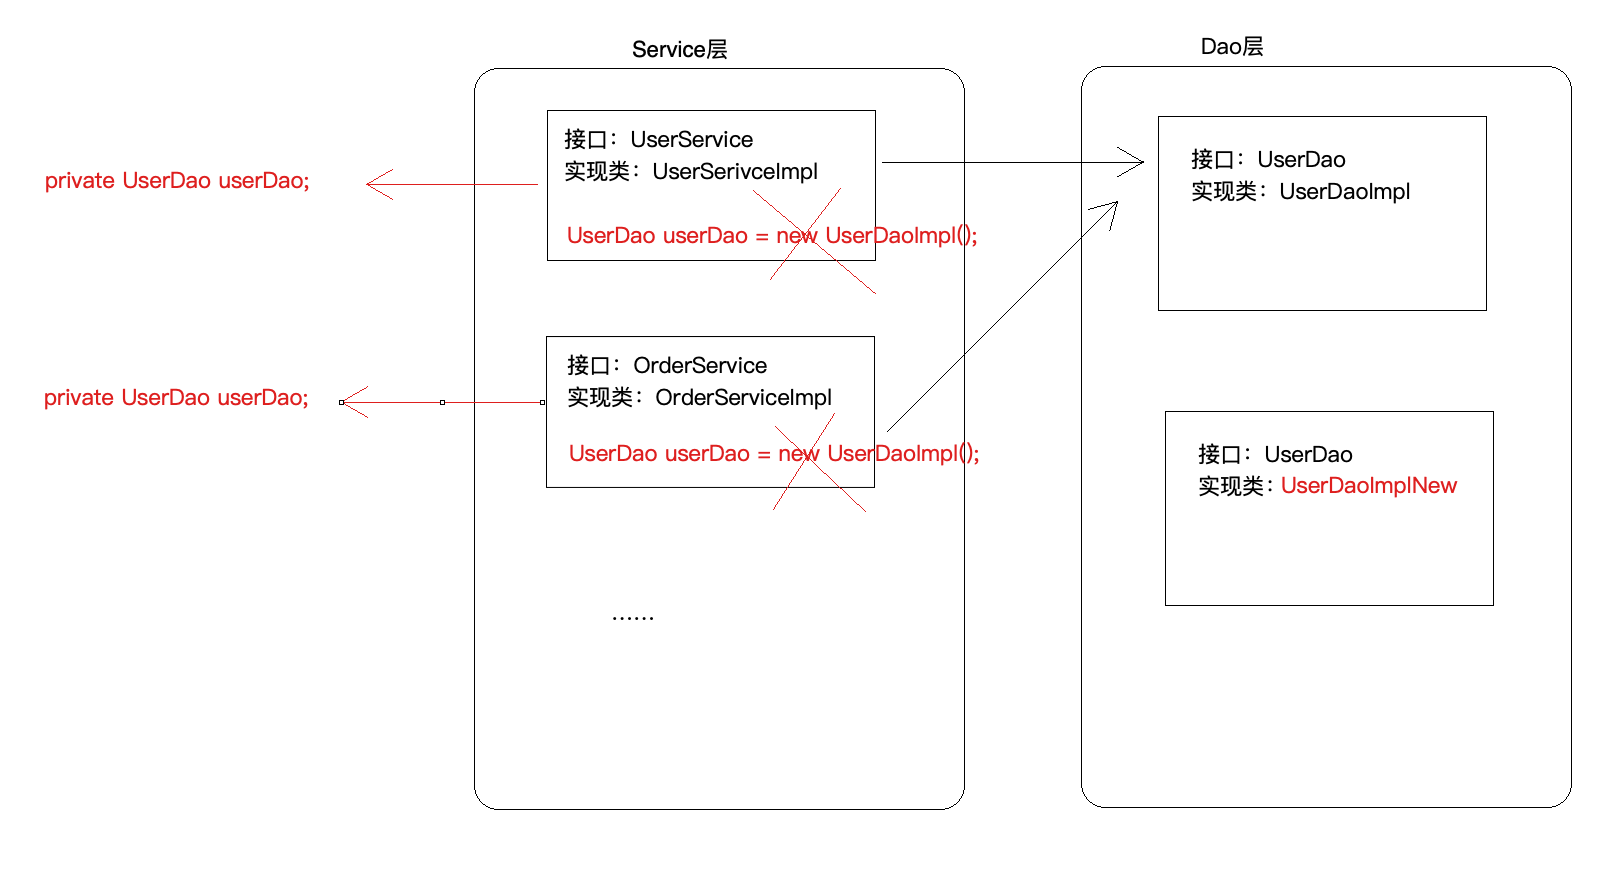 Service层
Dao层
接口：UserService
实现类：UserSerivceImpl
UserDao userDao = new UserDaoImpl();
private UserDao userDao;
接口：OrderService
实现类：OrderServiceImpl
UserDao userDao = new UserDaoImpl();
private UserDao userDao;
……
接口：UserDao
实现类：UserDaoImpl
接口：UserDao
实现类：UserDaoImplNew